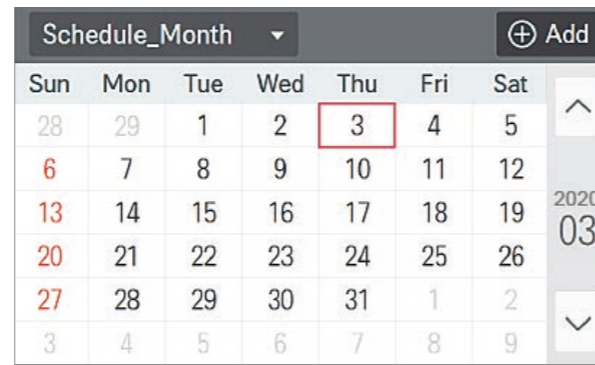 Schedule_Month Add
Sun Mon Tue Wed Thu Fri Sat
28 29 1 2 3 4 5
6 7 8 9 10 11 12
13 14 15 16 17 18 19
2020
03
20 21 22 23 24 25 26
27 28 29 30 31 1 2
3 4 5 6 7 8 9